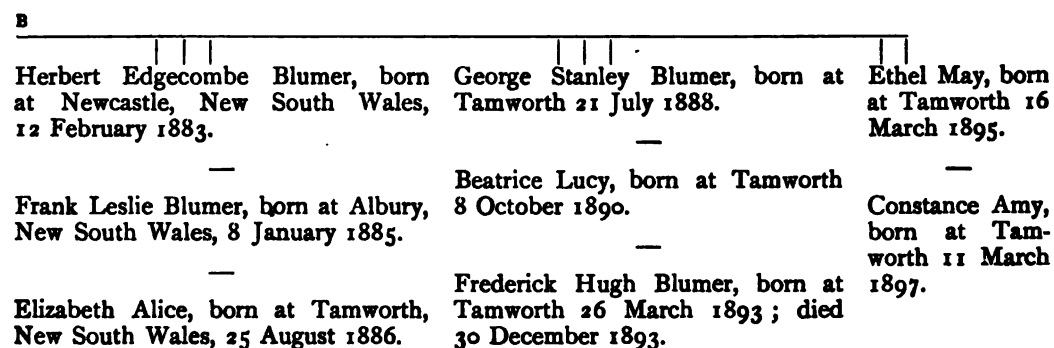 B
Herbert Edgecombe Blumer, born
at Newcastle, New South Wales,
12 February 1883.
—
Frank Leslie Blumer, born at Albury,
New South Wales, 8 January 1885.
—
Elizabeth Alice, born at Tamworth,
New South Wales, 25 August 1886.
George Stanley Blumer, born at
Tamworth 21 July 1888.
—
Beatrice Lucy, born at Tamworth
8 October 1890.
—
Frederick Hugh Blumer, born at
Tamworth 26 March 1893 ; died
30 December 1893.
Ethel May, born
at Tamworth 16
March 1895.
—
Constance Amy,
born at Tam-
worth 11 March
1897.